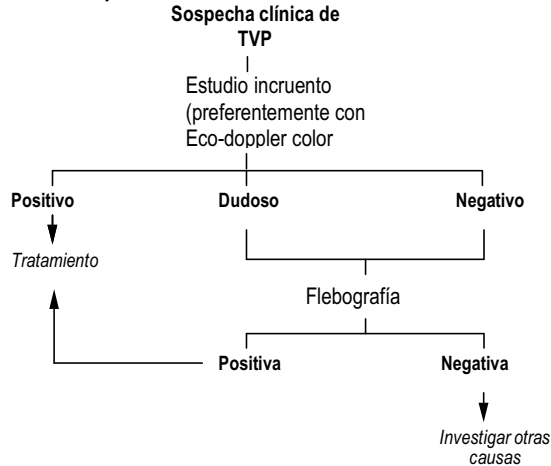 Sospecha clínica de
TVP
Estudio incruento
(preferentemente con
Eco-doppler color
Positivo
Dudoso
Negativo
Tratamiento
Flebografía
Positiva
Negativa
Investigar otras
causas